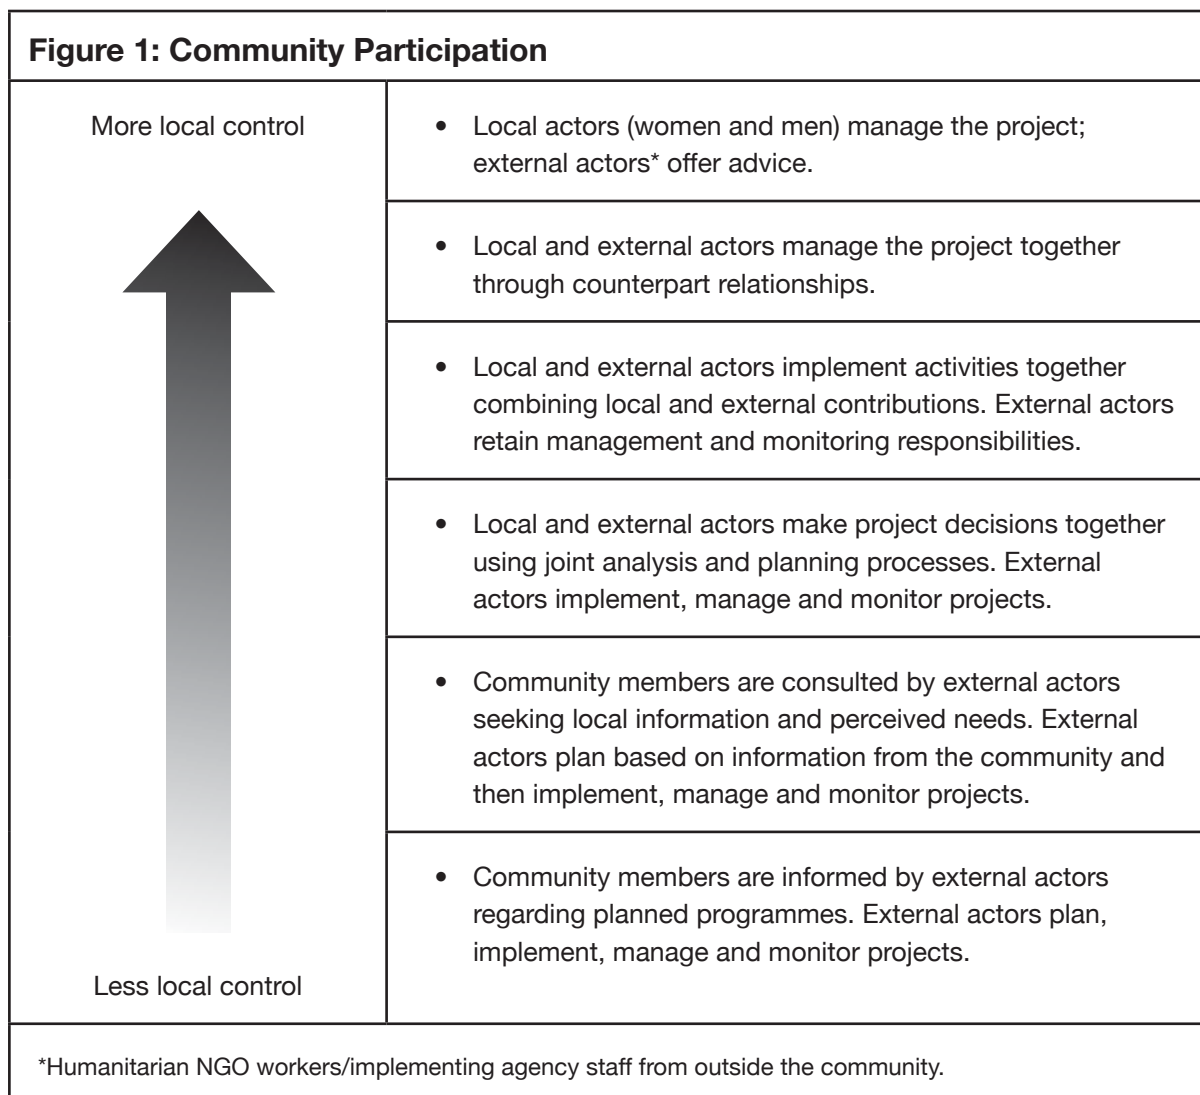 Figure 1: Community Participation
More local control
• Local actors (women and men) manage the project;
external actors* offer advice.
• Local and external actors manage the project together
through counterpart relationships.
• Local and external actors implement activities together
combining local and external contributions. External actors
retain management and monitoring responsibilities.
• Local and external actors make project decisions together
using joint analysis and planning processes. External
actors implement, manage and monitor projects.
• Community members are consulted by external actors
seeking local information and perceived needs. External
actors plan based on information from the community and
then implement, manage and monitor projects.
• Community members are informed by external actors
regarding planned programmes. External actors plan,
implement, manage and monitor projects.
Less local control
*Humanitarian NGO workers/implementing agency staff from outside the community.